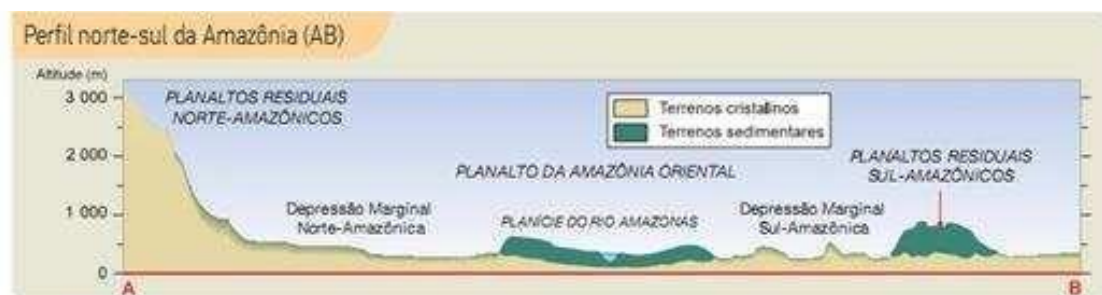 Perfil norte-sul da Amazônia (AB)
Altitude (m)
3 000
2 000
1 000
0
PLANALTOS RESIDUAIS
NORTE-AMAZÔNICOS
Terrenos cristalinos
Terrenos sedimentares
PLANALTO DA AMAZÔNIA ORIENTAL
PLANALTOS RESIDUAIS
SUL-AMAZÔNICOS
Depressão Marginal
Norte-Amazônica
PLANÍCIE DO RIO AMAZONAS
Depressão Marginal
Sul-Amazônica
A
B